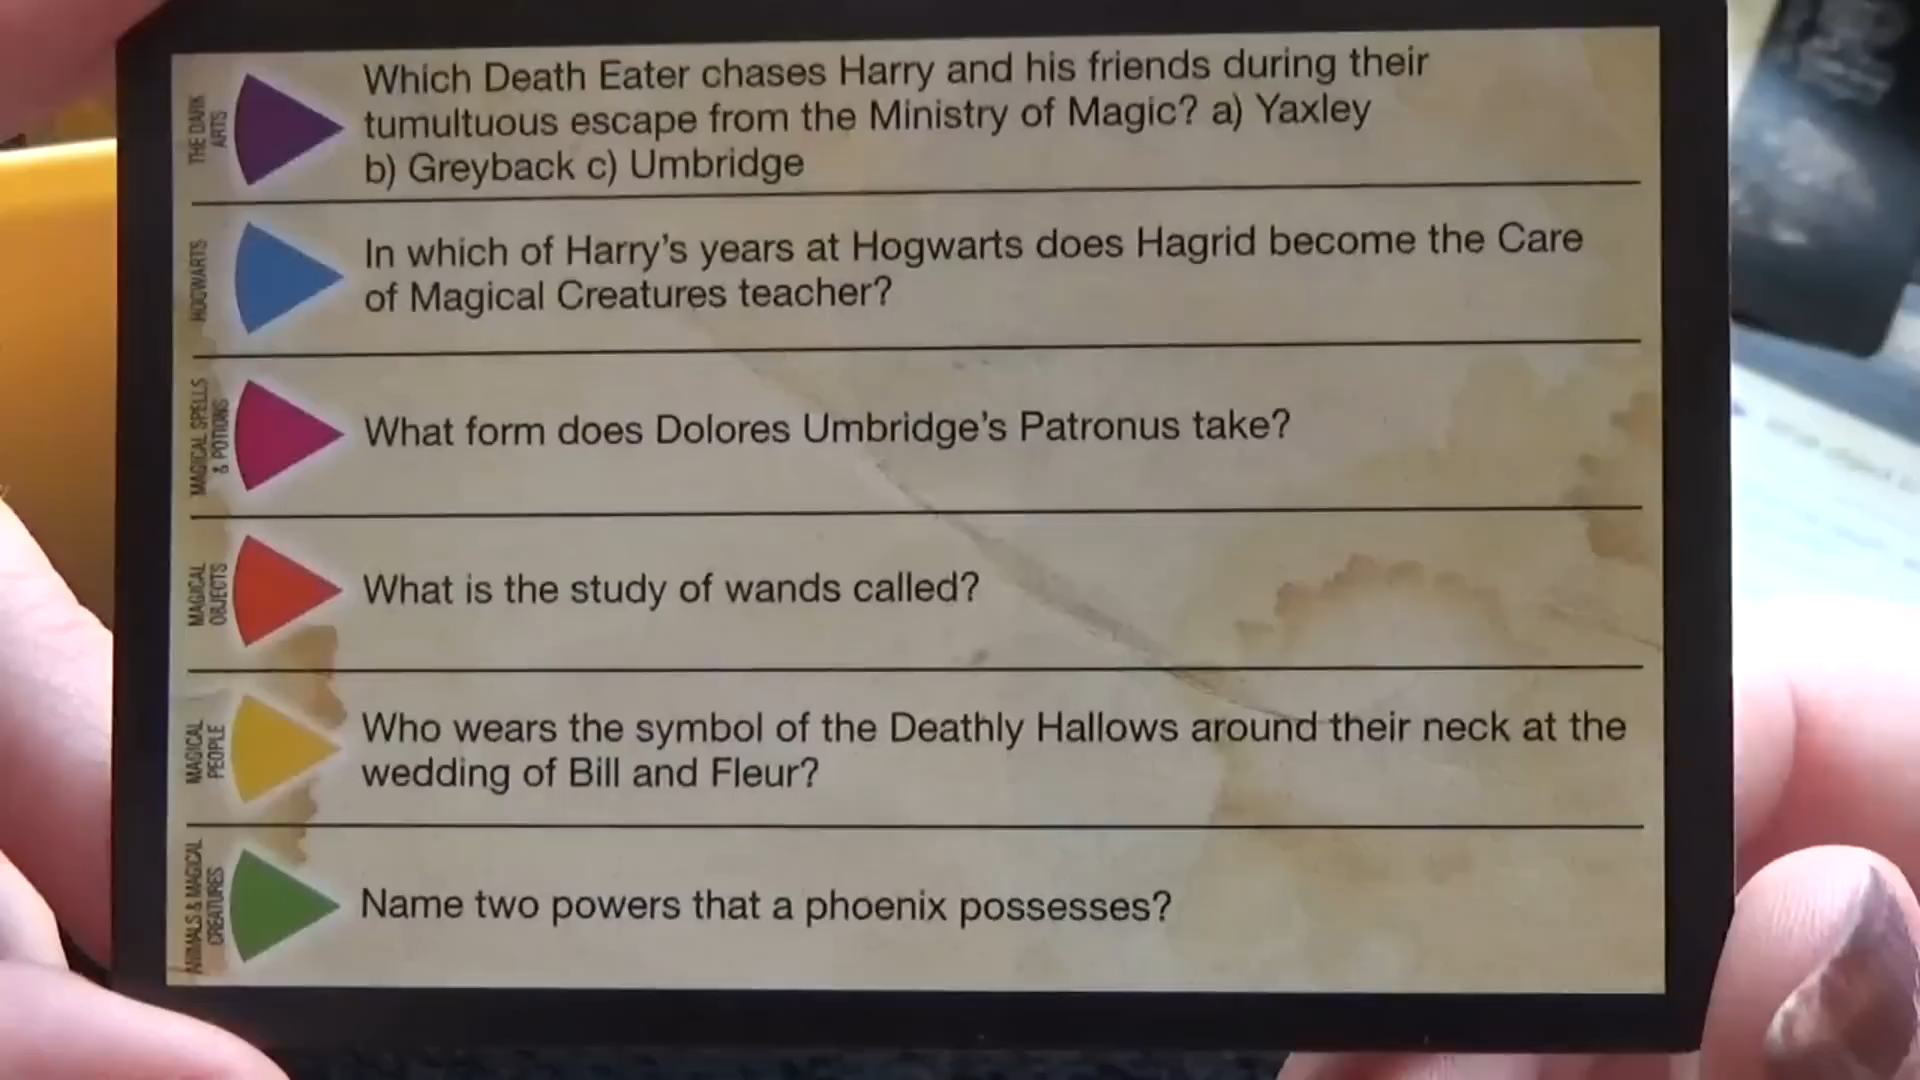 THE DARK
ARTS
Which Death Eater chases Harry and his friends during their
tumultuous escape from the Ministry of Magic? a) Yaxley
b) Greyback c) Umbridge
HOGWARTS
In which of Harry's years at Hogwarts does Hagrid become the Care
of Magical Creatures teacher?
MAGICAL SPELLS
& POTIONS
What form does Dolores Umbridge's Patronus take?
MAGICAL
OBJECTS
What is the study of wands called?
MAGICAL
PEOPLE
Who wears the symbol of the Deathly Hallows around their neck at the
wedding of Bill and Fleur?
ANIMALS & MAGICAL
CREATURES
Name two powers that a phoenix possesses?